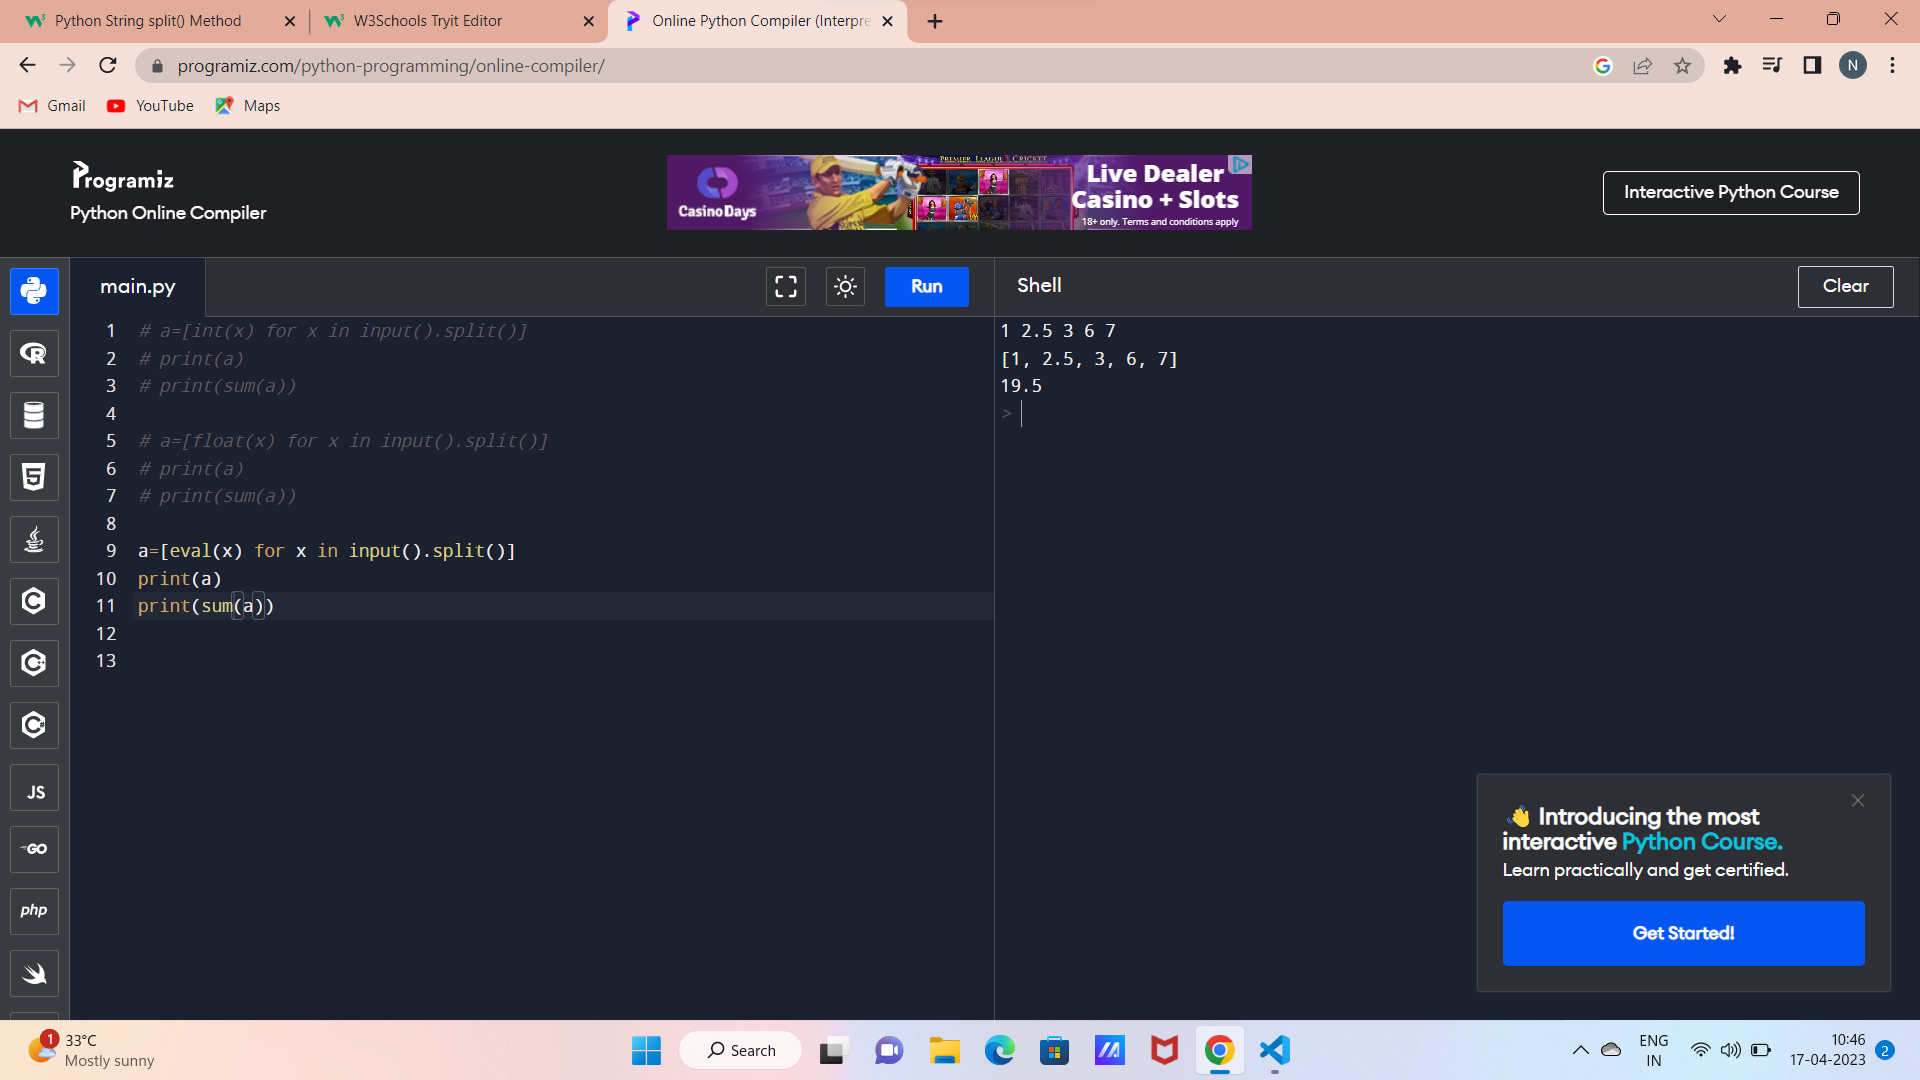 Python String split() Method
W3Schools Tryit Editor
Online Python Compiler (Interpre
programiz.com/python-programming/online-compiler/
N
Gmail
YouTube
Maps
Programiz
Python Online Compiler
CasinoDays
PREMIER LEAGUE CRICKET
Live Dealer
Casino + Slots
18+ only. Terms and conditions apply
Interactive Python Course
main.py
Run
Shell
Clear
1 # a=[int(x) for x in input().split()]
2 # print(a)
3 # print(sum(a))
4
5 # a=[float(x) for x in input().split()]
6 # print(a)
7 # print(sum(a))
8
9 a=[eval(x) for x in input().split()]
10 print(a)
11 print(sum(a))
12
13
1 2.5 3 6 7
[1, 2.5, 3, 6, 7]
19.5
>
R
5
C
C
C
JS
GO
php
👋 Introducing the most
interactive Python Course.
Learn practically and get certified.
Get Started!
1
33°C
Mostly sunny
Search
ENG
IN
10:46
17-04-2023
2